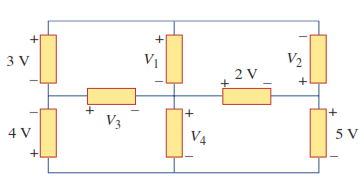 + + −
3 V V₁ V₂
− − +
+ 2 V −
− + V₃ − + +
4 V V₄ 5 V
+ − −